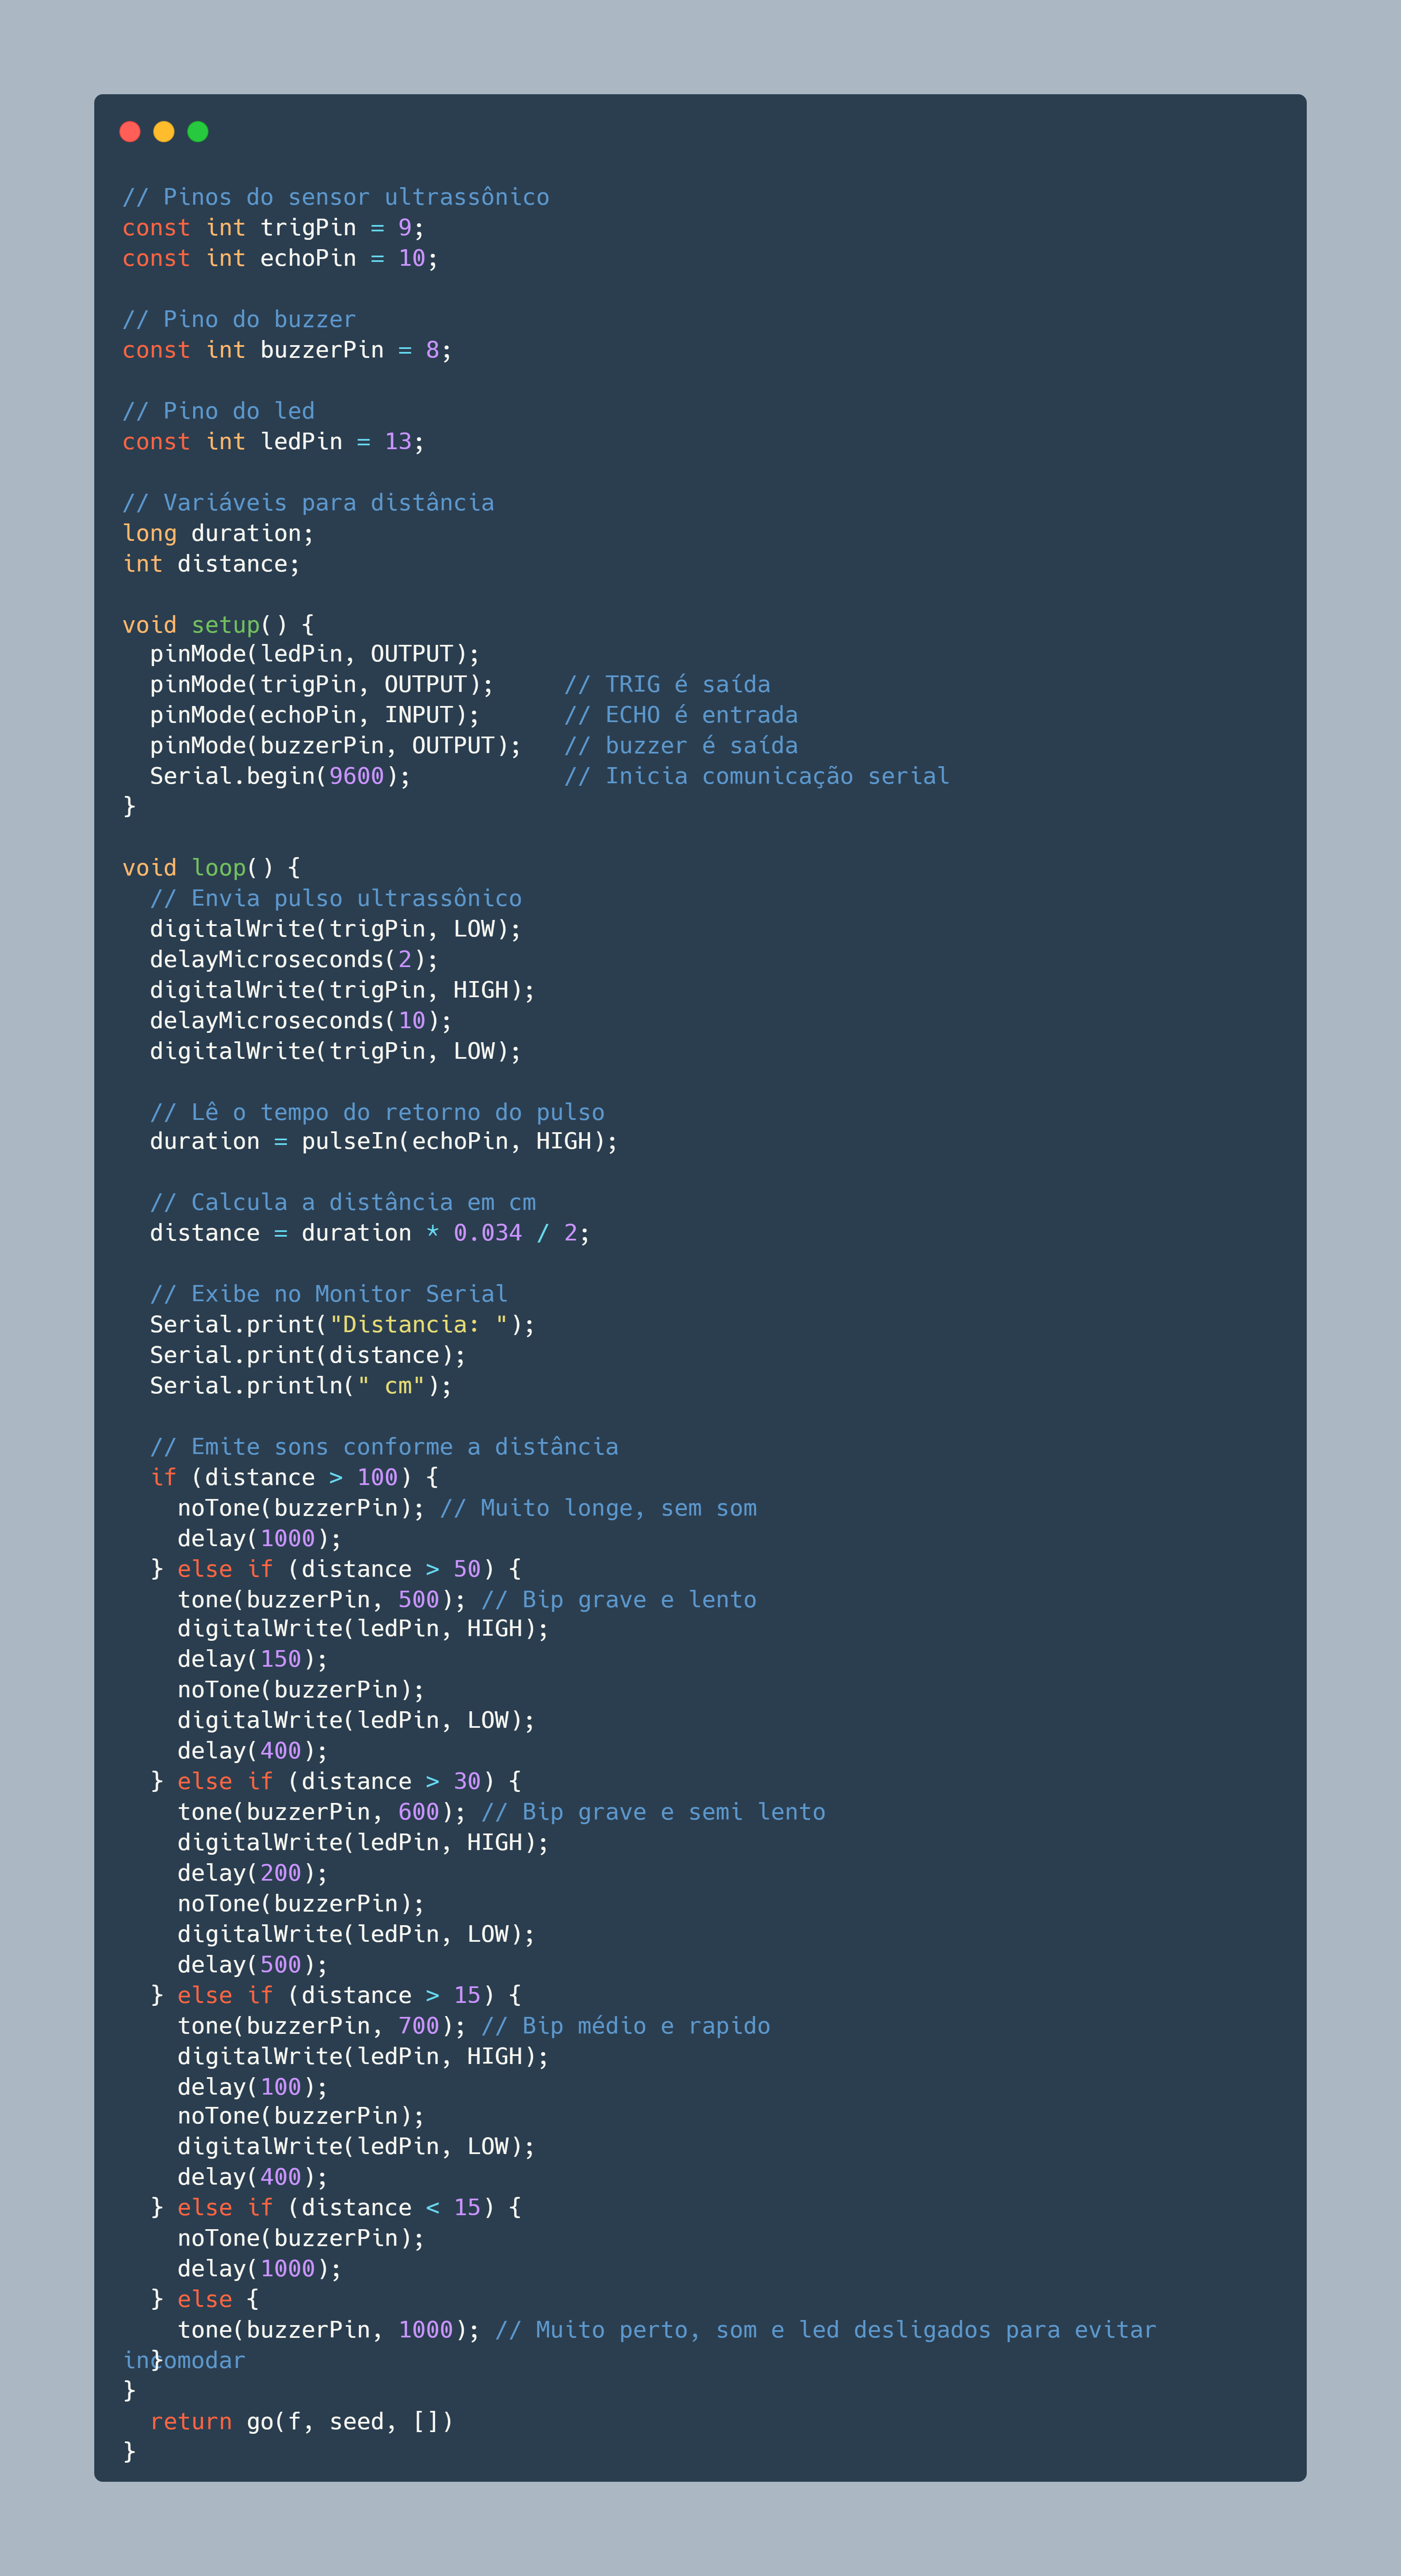 // Pinos do sensor ultrassônico
const int trigPin = 9;
const int echoPin = 10;

// Pino do buzzer
const int buzzerPin = 8;

// Pino do led
const int ledPin = 13;

// Variáveis para distância
long duration;
int distance;

void setup() {
  pinMode(ledPin, OUTPUT);
  pinMode(trigPin, OUTPUT);     // TRIG é saída
  pinMode(echoPin, INPUT);      // ECHO é entrada
  pinMode(buzzerPin, OUTPUT);   // buzzer é saída
  Serial.begin(9600);           // Inicia comunicação serial
}

void loop() {
  // Envia pulso ultrassônico
  digitalWrite(trigPin, LOW);
  delayMicroseconds(2);
  digitalWrite(trigPin, HIGH);
  delayMicroseconds(10);
  digitalWrite(trigPin, LOW);

  // Lê o tempo do retorno do pulso
  duration = pulseIn(echoPin, HIGH);

  // Calcula a distância em cm
  distance = duration * 0.034 / 2;

  // Exibe no Monitor Serial
  Serial.print("Distancia: ");
  Serial.print(distance);
  Serial.println(" cm");

  // Emite sons conforme a distância
  if (distance > 100) {
    noTone(buzzerPin); // Muito longe, sem som
    delay(1000);
  } else if (distance > 50) {
    tone(buzzerPin, 500); // Bip grave e lento
    digitalWrite(ledPin, HIGH);
    delay(150);
    noTone(buzzerPin);
    digitalWrite(ledPin, LOW);
    delay(400);
  } else if (distance > 30) {
    tone(buzzerPin, 600); // Bip grave e semi lento
    digitalWrite(ledPin, HIGH);
    delay(200);
    noTone(buzzerPin);
    digitalWrite(ledPin, LOW);
    delay(500);
  } else if (distance > 15) {
    tone(buzzerPin, 700); // Bip médio e rapido
    digitalWrite(ledPin, HIGH);
    delay(100);
    noTone(buzzerPin);
    digitalWrite(ledPin, LOW);
    delay(400);
  } else if (distance < 15) {
    noTone(buzzerPin);
    delay(1000);
  } else {
    tone(buzzerPin, 1000); // Muito perto, som e led desligados para evitar
incomodar
  }
}
  return go(f, seed, [])
}